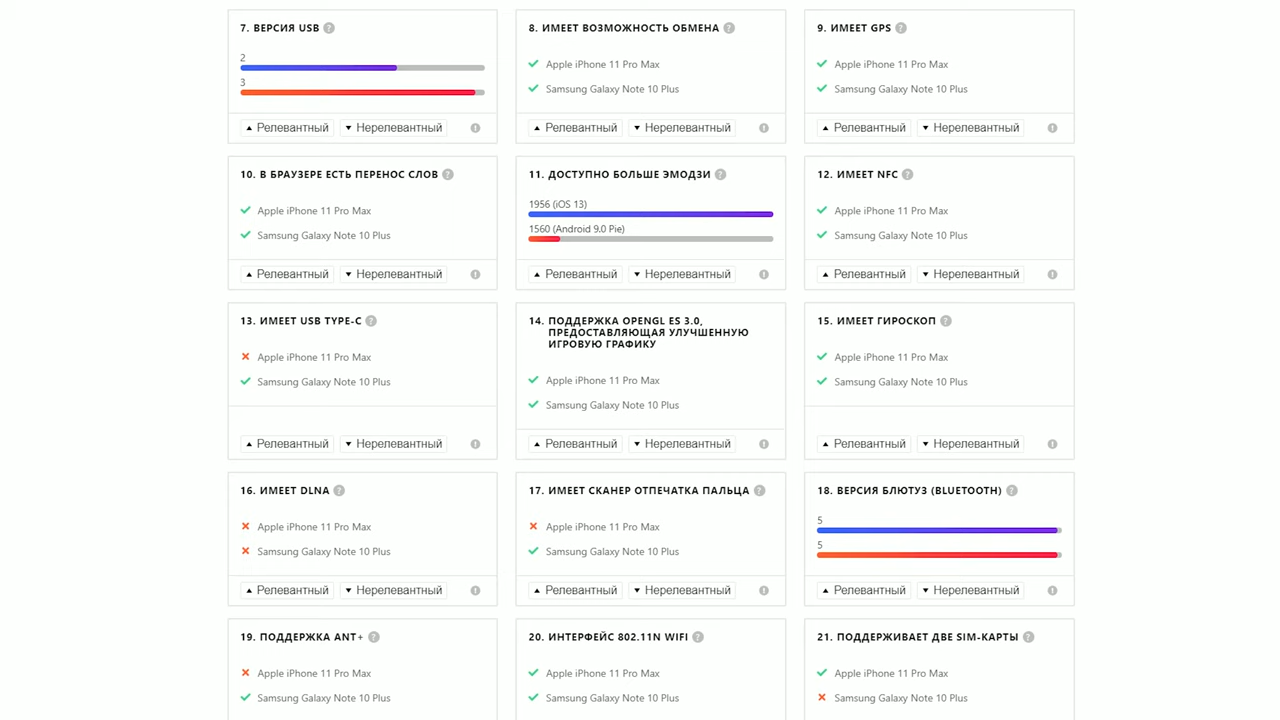 7. ВЕРСИЯ USB ?
2
3
▲ Релевантный ▼ Нерелевантный
8. ИМЕЕТ ВОЗМОЖНОСТЬ ОБМЕНА ?
Apple iPhone 11 Pro Max
Samsung Galaxy Note 10 Plus
▲ Релевантный ▼ Нерелевантный
9. ИМЕЕТ GPS ?
Apple iPhone 11 Pro Max
Samsung Galaxy Note 10 Plus
▲ Релевантный ▼ Нерелевантный
10. В БРАУЗЕРЕ ЕСТЬ ПЕРЕНОС СЛОВ ?
Apple iPhone 11 Pro Max
Samsung Galaxy Note 10 Plus
▲ Релевантный ▼ Нерелевантный
11. ДОСТУПНО БОЛЬШЕ ЭМОДЗИ ?
1956 (iOS 13)
1560 (Android 9.0 Pie)
▲ Релевантный ▼ Нерелевантный
12. ИМЕЕТ NFC ?
Apple iPhone 11 Pro Max
Samsung Galaxy Note 10 Plus
▲ Релевантный ▼ Нерелевантный
13. ИМЕЕТ USB TYPE-C ?
Apple iPhone 11 Pro Max
Samsung Galaxy Note 10 Plus
▲ Релевантный ▼ Нерелевантный
14. ПОДДЕРЖКА OPENGL ES 3.0,
ПРЕДОСТАВЛЯЮЩАЯ УЛУЧШЕННУЮ
ИГРОВУЮ ГРАФИКУ
Apple iPhone 11 Pro Max
Samsung Galaxy Note 10 Plus
▲ Релевантный ▼ Нерелевантный
15. ИМЕЕТ ГИРОСКОП ?
Apple iPhone 11 Pro Max
Samsung Galaxy Note 10 Plus
▲ Релевантный ▼ Нерелевантный
16. ИМЕЕТ DLNA ?
Apple iPhone 11 Pro Max
Samsung Galaxy Note 10 Plus
▲ Релевантный ▼ Нерелевантный
17. ИМЕЕТ СКАНЕР ОТПЕЧАТКА ПАЛЬЦА ?
Apple iPhone 11 Pro Max
Samsung Galaxy Note 10 Plus
▲ Релевантный ▼ Нерелевантный
18. ВЕРСИЯ БЛЮТУЗ (BLUETOOTH) ?
5
5
▲ Релевантный ▼ Нерелевантный
19. ПОДДЕРЖКА ANT+ ?
Apple iPhone 11 Pro Max
Samsung Galaxy Note 10 Plus
20. ИНТЕРФЕЙС 802.11N WIFI ?
Apple iPhone 11 Pro Max
Samsung Galaxy Note 10 Plus
21. ПОДДЕРЖИВАЕТ ДВЕ SIM-КАРТЫ ?
Apple iPhone 11 Pro Max
Samsung Galaxy Note 10 Plus